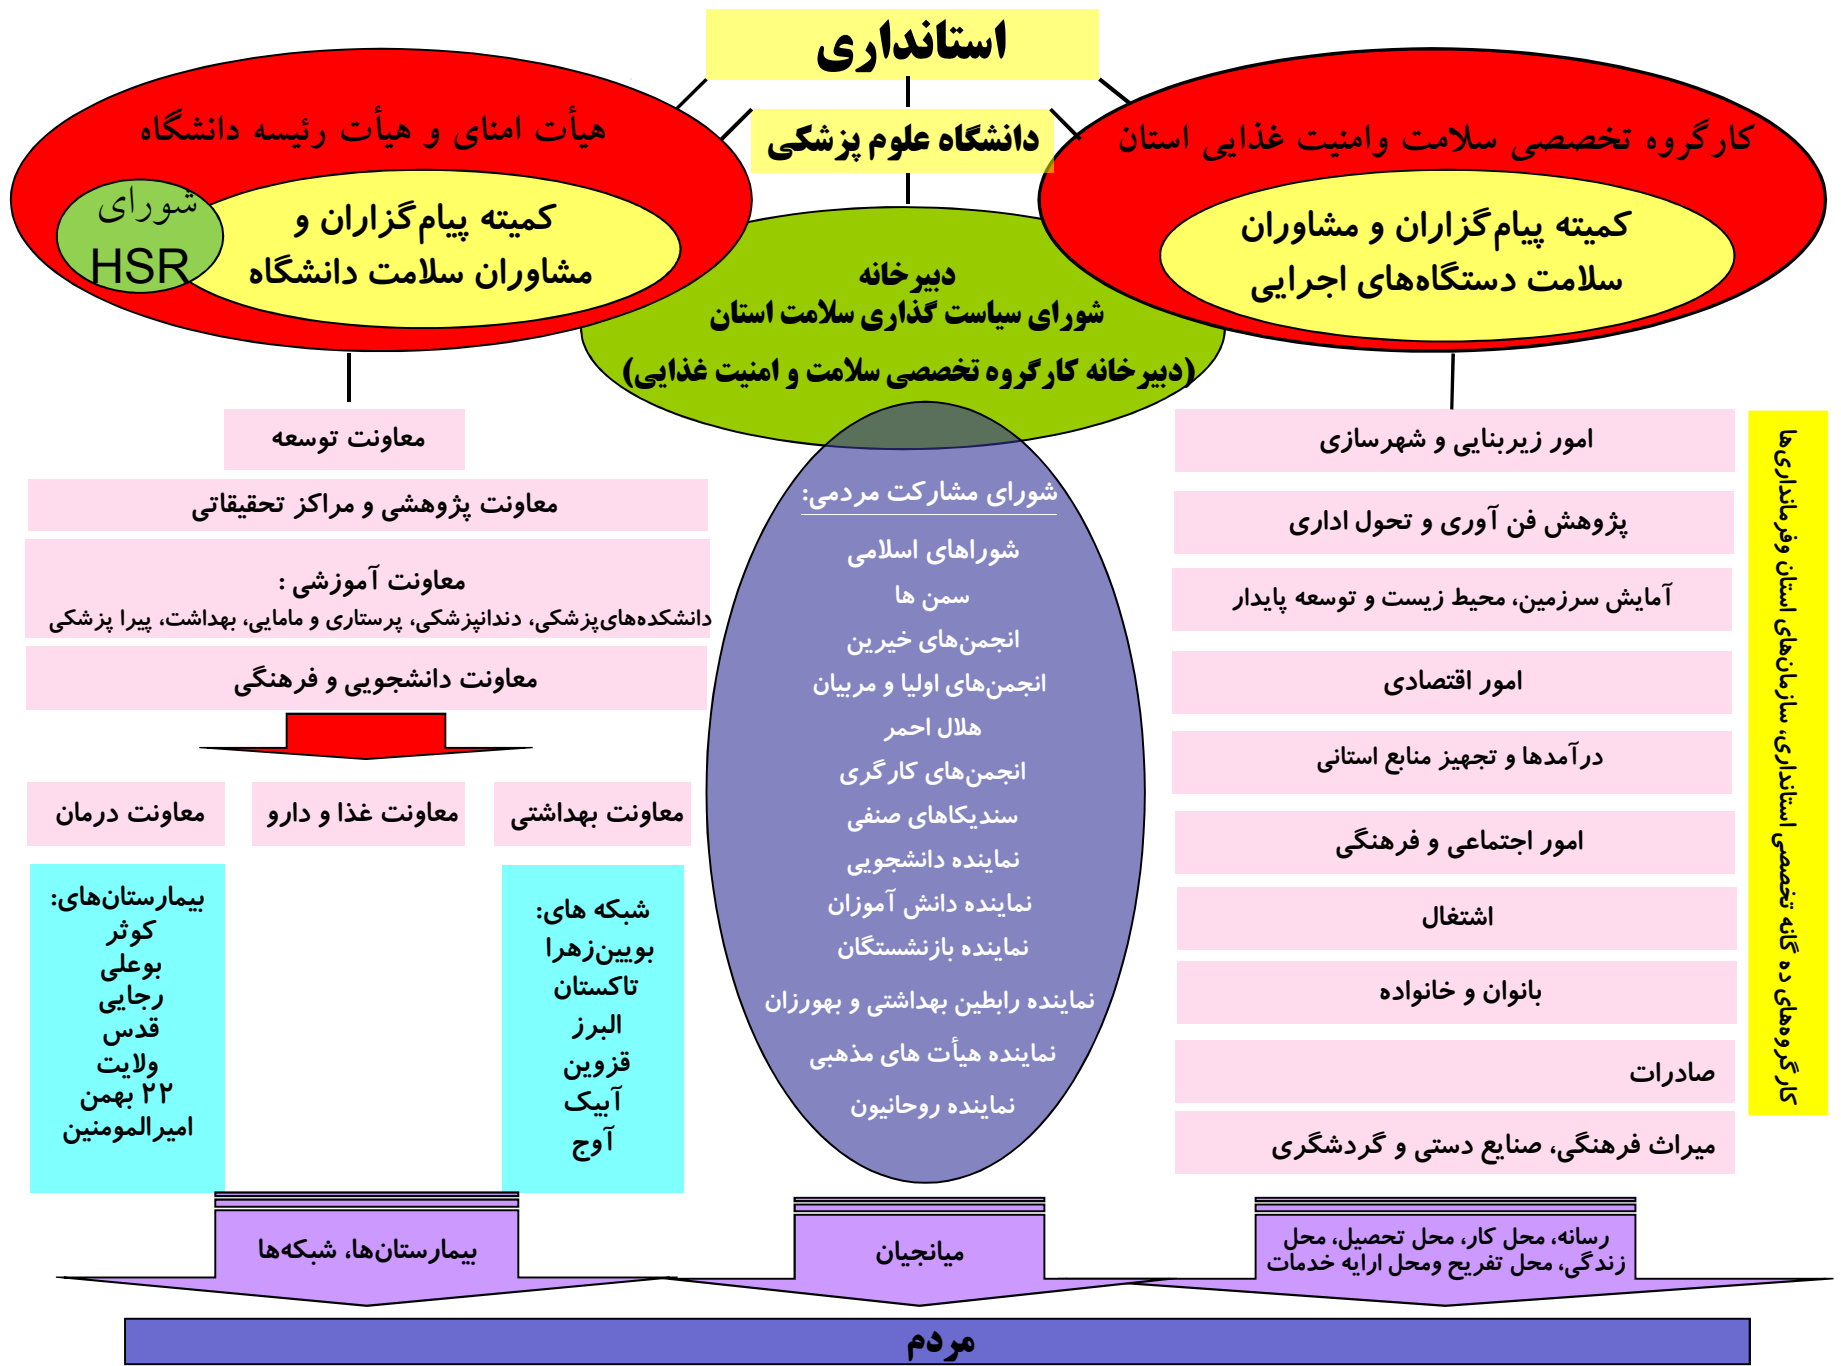 استانداری
دانشگاه علوم پزشکی
کارگروه تخصصی سلامت وامنیت غذایی استان
کمیته پیام‌گزاران و مشاوران
سلامت دستگاه‌های اجرایی
هیأت امنای و هیأت رئیسه دانشگاه
کمیته پیام‌گزاران و
مشاوران سلامت دانشگاه
شورای
HSR
دبیرخانه
شورای سیاست گذاری سلامت استان
(دبیرخانه کارگروه تخصصی سلامت و امنیت غذایی)
کارگروه‌های ده گانه تخصصی استانداری، سازمان‌های استان وفرمانداری‌ها
امور زیربنایی و شهرسازی
پژوهش فن آوری و تحول اداری
آمایش سرزمین، محیط زیست و توسعه پایدار
امور اقتصادی
درآمدها و تجهیز منابع استانی
امور اجتماعی و فرهنگی
اشتغال
بانوان و خانواده
صادرات
میراث فرهنگی، صنایع دستی و گردشگری
شورای مشارکت مردمی:
شوراهای اسلامی
سمن ها
انجمن‌های خیرین
انجمن‌های اولیا و مربیان
هلال احمر
انجمن‌های کارگری
سندیکاهای صنفی
نماینده دانشجویی
نماینده دانش آموزان
نماینده بازنشستگان
نماینده رابطین بهداشتی و بهورزان
نماینده هیأت های مذهبی
نماینده روحانیون
معاونت توسعه
معاونت پژوهشی و مراکز تحقیقاتی
معاونت آموزشی :
دانشکده‌های‌پزشکی، دندانپزشکی، پرستاری و مامایی، بهداشت، پیرا پزشکی
معاونت دانشجویی و فرهنگی
معاونت بهداشتی
معاونت غذا و دارو
معاونت درمان
شبکه های:
بویین‌زهرا
تاکستان
البرز
قزوین
آبیک
آوج
بیمارستان‌های:
کوثر
بوعلی
رجایی
قدس
ولایت
۲۲ بهمن
امیرالمومنین
رسانه، محل کار، محل تحصیل، محل
زندگی، محل تفریح ومحل ارایه خدمات
میانجیان
بیمارستان‌ها، شبکه‌ها
مردم